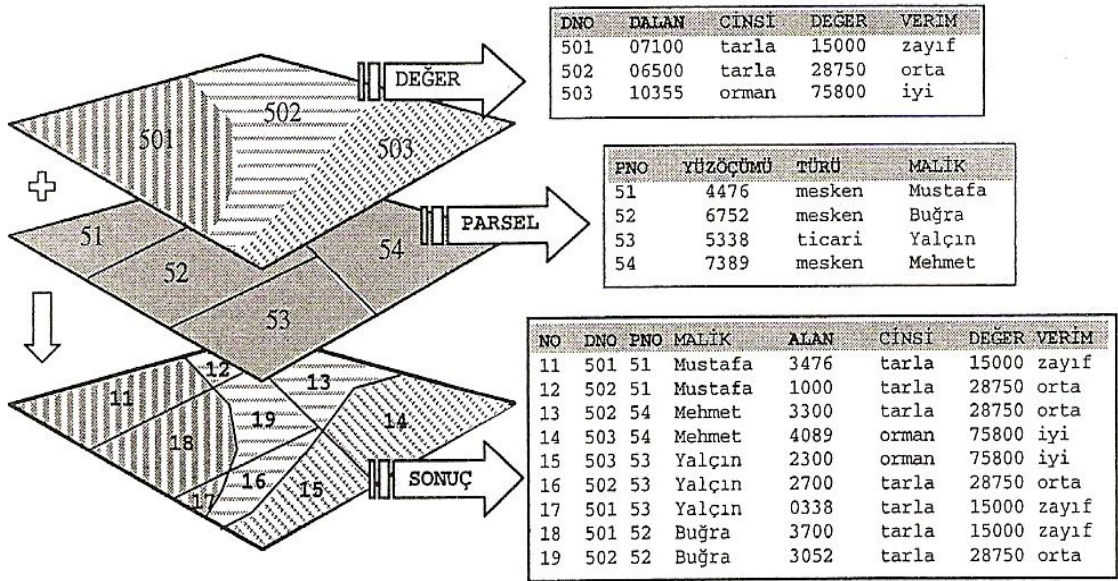 DNO DALAN CİNSİ DEĞER VERİM
501 07100 tarla 15000 zayıf
502 06500 tarla 28750 orta
503 10355 orman 75800 iyi
DEĞER
501
502
503
PNO YÜZÖÇÜMÜ TÜRÜ MALİK
51 4476 mesken Mustafa
52 6752 mesken Buğra
53 5338 ticari Yalçın
54 7389 mesken Mehmet
PARSEL
51
52
53
54
NO DNO PNO MALİK ALAN CİNSİ DEĞER VERİM
11 501 51 Mustafa 3476 tarla 15000 zayıf
12 502 51 Mustafa 1000 tarla 28750 orta
13 502 54 Mehmet 3300 tarla 28750 orta
14 503 54 Mehmet 4089 orman 75800 iyi
15 503 53 Yalçın 2300 orman 75800 iyi
16 502 53 Yalçın 2700 tarla 28750 orta
17 501 53 Yalçın 0338 tarla 15000 zayıf
18 501 52 Buğra 3700 tarla 15000 zayıf
19 502 52 Buğra 3052 tarla 28750 orta
SONUÇ
12
13
11
14
19
18
16
15
17